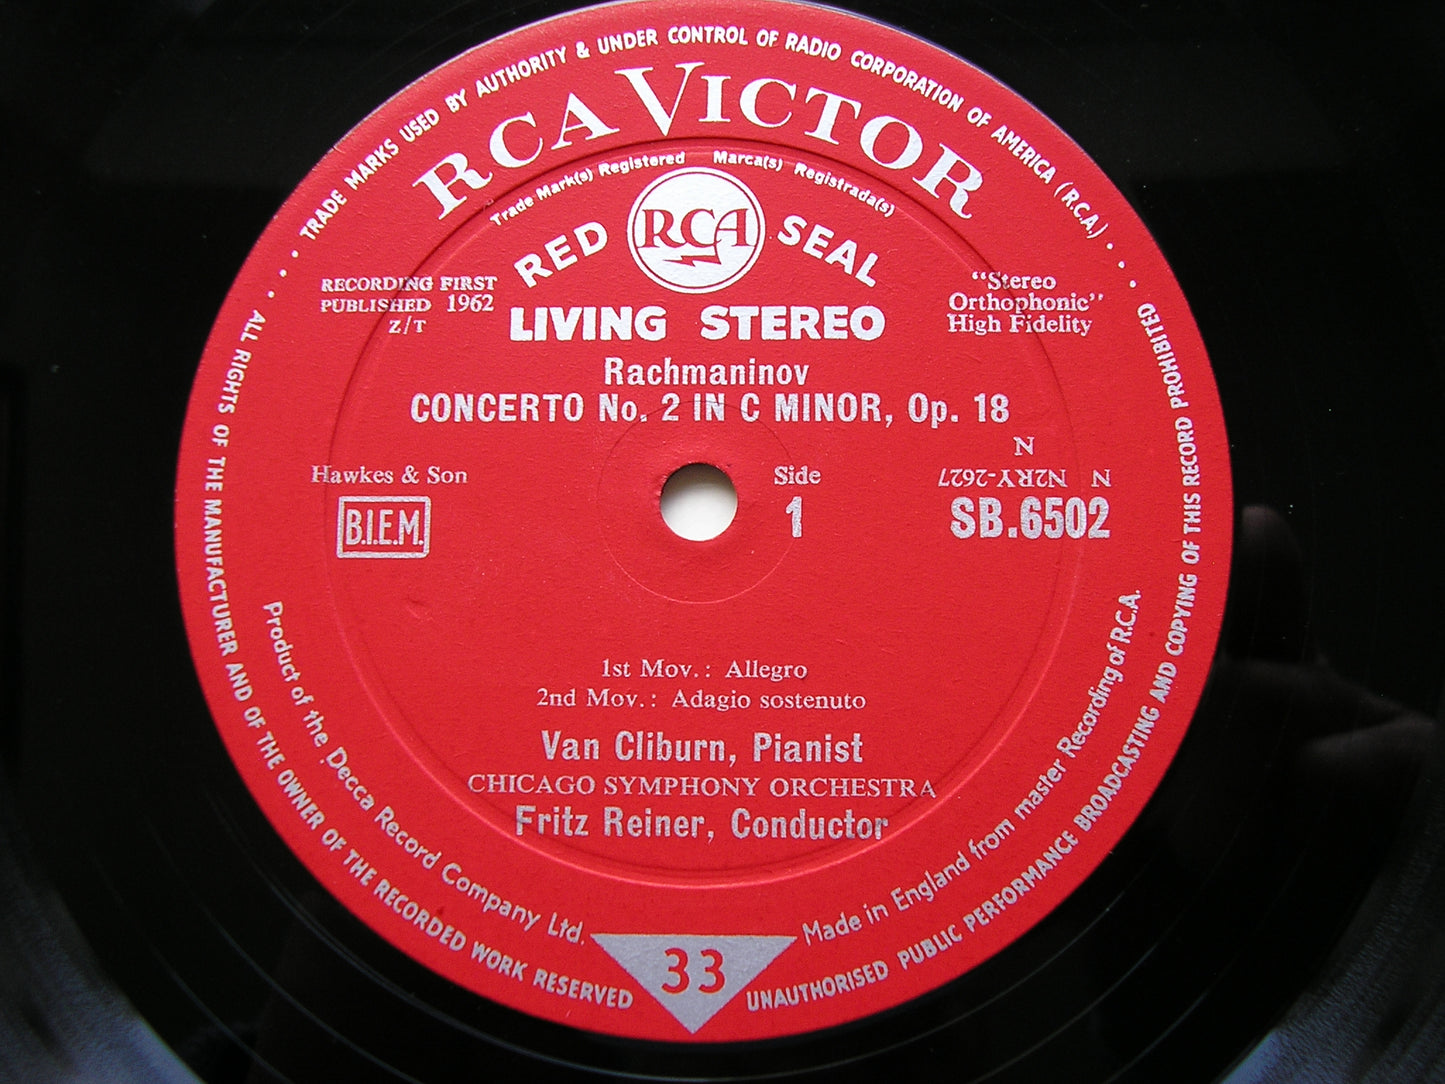 TRADE MARKS USED BY AUTHORITY & UNDER CONTROL OF RADIO CORPORATION OF AMERICA (R.C.A.)
RCA VICTOR
Trade Mark(s) Registered Marca(s) Registrada(s)
RED RCA SEAL
RECORDING FIRST
PUBLISHED 1962
Z/T
LIVING STEREO
"Stereo
Orthophonic"
High Fidelity
Rachmaninov
CONCERTO No. 2 IN C MINOR, Op. 18
Hawkes & Son
B.I.E.M.
Side
1
N
N N2RY-2627
SB.6502
1st Mov.: Allegro
2nd Mov.: Adagio sostenuto
Van Cliburn, Pianist
CHICAGO SYMPHONY ORCHESTRA
Fritz Reiner, Conductor
Product of the Decca Record Company Ltd.
Made in England from master Recording of R.C.A.
33
ALL RIGHTS OF THE MANUFACTURER AND OF THE OWNER OF THE RECORDED WORK RESERVED
UNAUTHORISED PUBLIC PERFORMANCE BROADCASTING AND COPYING OF THIS RECORD PROHIBITED